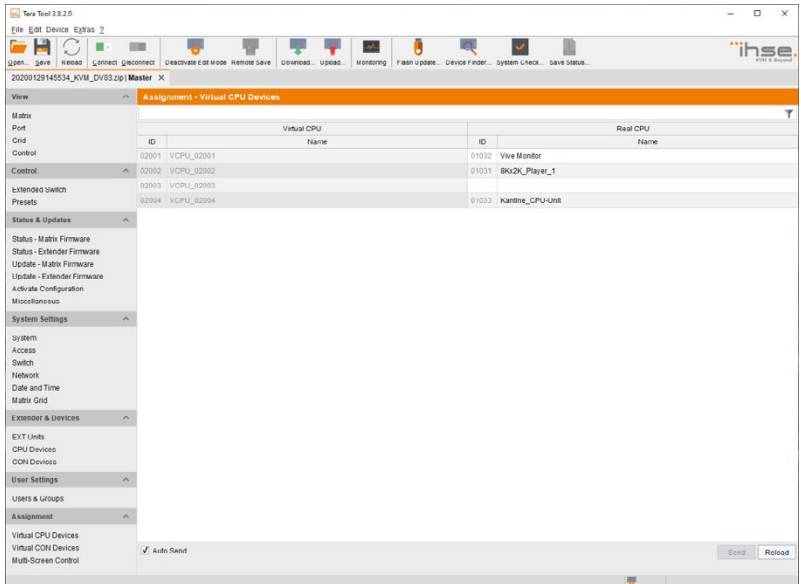 Tera Tool 3.8.2.0
File Edit Device Extras ?
Open... Save Reload Connect Disconnect Deactivate Edit Mode Remote Save Download... Upload... Monitoring Flash Update... Device Finder... System Check... Save Status...
ihse.
KVM & Beyond
20200129145534_KVM_DV03.zip | Master X
View
Assignment - Virtual CPU Devices
Matrix
Port
Grid
Control
Virtual CPU Real CPU
ID Name ID Name
02001 VCPU_02001 01032 Vive Monitor
02002 VCPU_02002 01031 8Kx2K_Player_1
02003 VCPU_02003
02004 VCPU_02004 01033 Kantine_CPU-Unit
Control
Extended Switch
Presets
Status & Updates
Status - Matrix Firmware
Status - Extender Firmware
Update - Matrix Firmware
Update - Extender Firmware
Activate Configuration
Miscellaneous
System Settings
System
Access
Switch
Network
Date and Time
Matrix Grid
Extender & Devices
EXT Units
CPU Devices
CON Devices
User Settings
Users & Groups
Assignment
Virtual CPU Devices
Virtual CON Devices
Multi-Screen Control
Auto Send
Send Reload